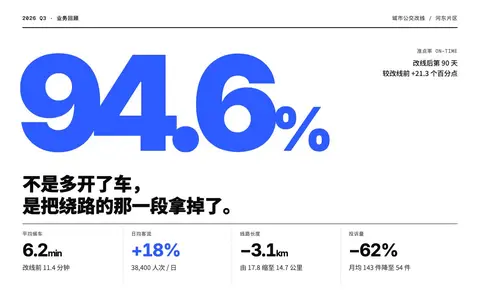 2026 Q3 · 业务回顾
城市公交改线 / 河东片区
准点率 ON-TIME
改线后第 90 天
较改线前 +21.3 个百分点
94.6%
不是多开了车，
是把绕路的那一段拿掉了。
平均候车
6.2min
改线前 11.4 分钟
日均客流
+18%
38,400 人次 / 日
线路长度
−3.1km
由 17.8 缩至 14.7 公里
投诉量
−62%
月均 143 件降至 54 件